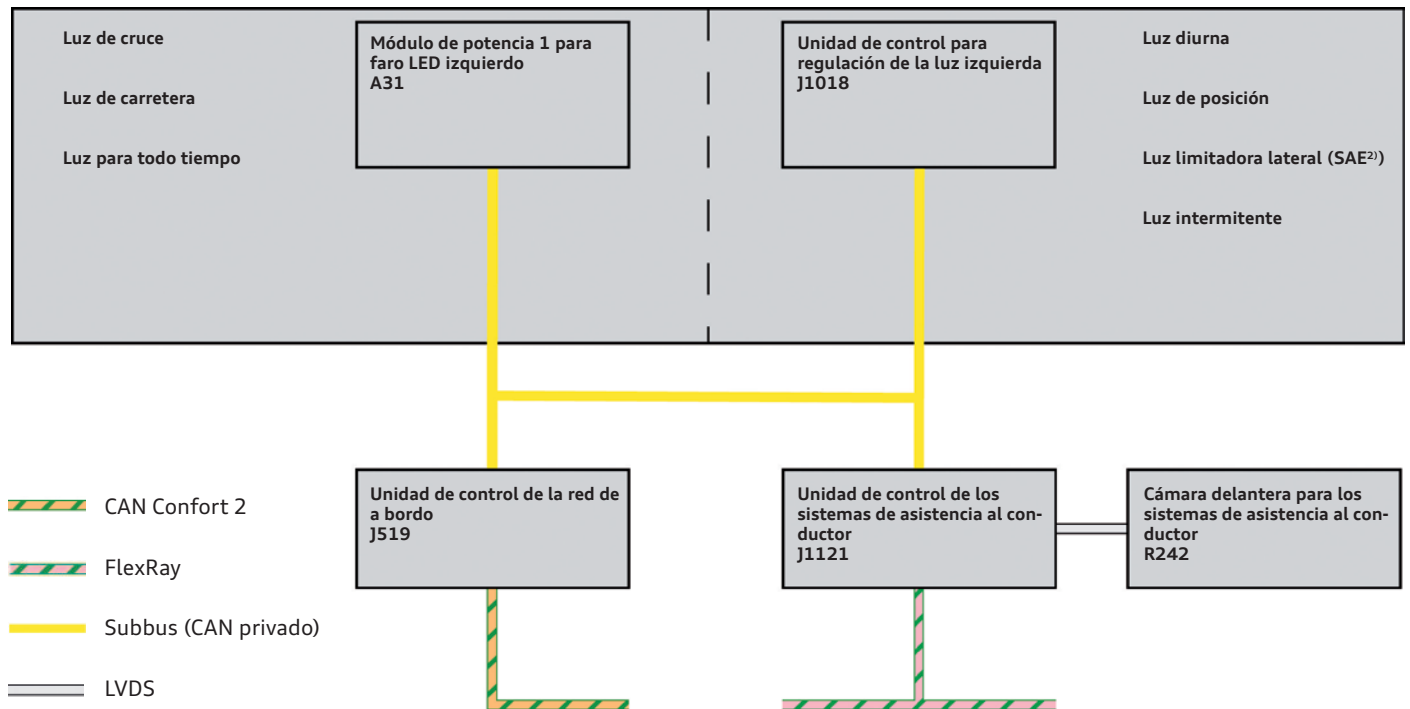 Luz de cruce
Luz de carretera
Luz para todo tiempo
Módulo de potencia 1 para
faro LED izquierdo
A31
Unidad de control para
regulación de la luz izquierda
J1018
Luz diurna
Luz de posición
Luz limitadora lateral (SAE²⁾)
Luz intermitente
CAN Confort 2
FlexRay
Subbus (CAN privado)
LVDS
Unidad de control de la red de
a bordo
J519
Unidad de control de los
sistemas de asistencia al con-
ductor
J1121
Cámara delantera para los
sistemas de asistencia al con-
ductor
R242